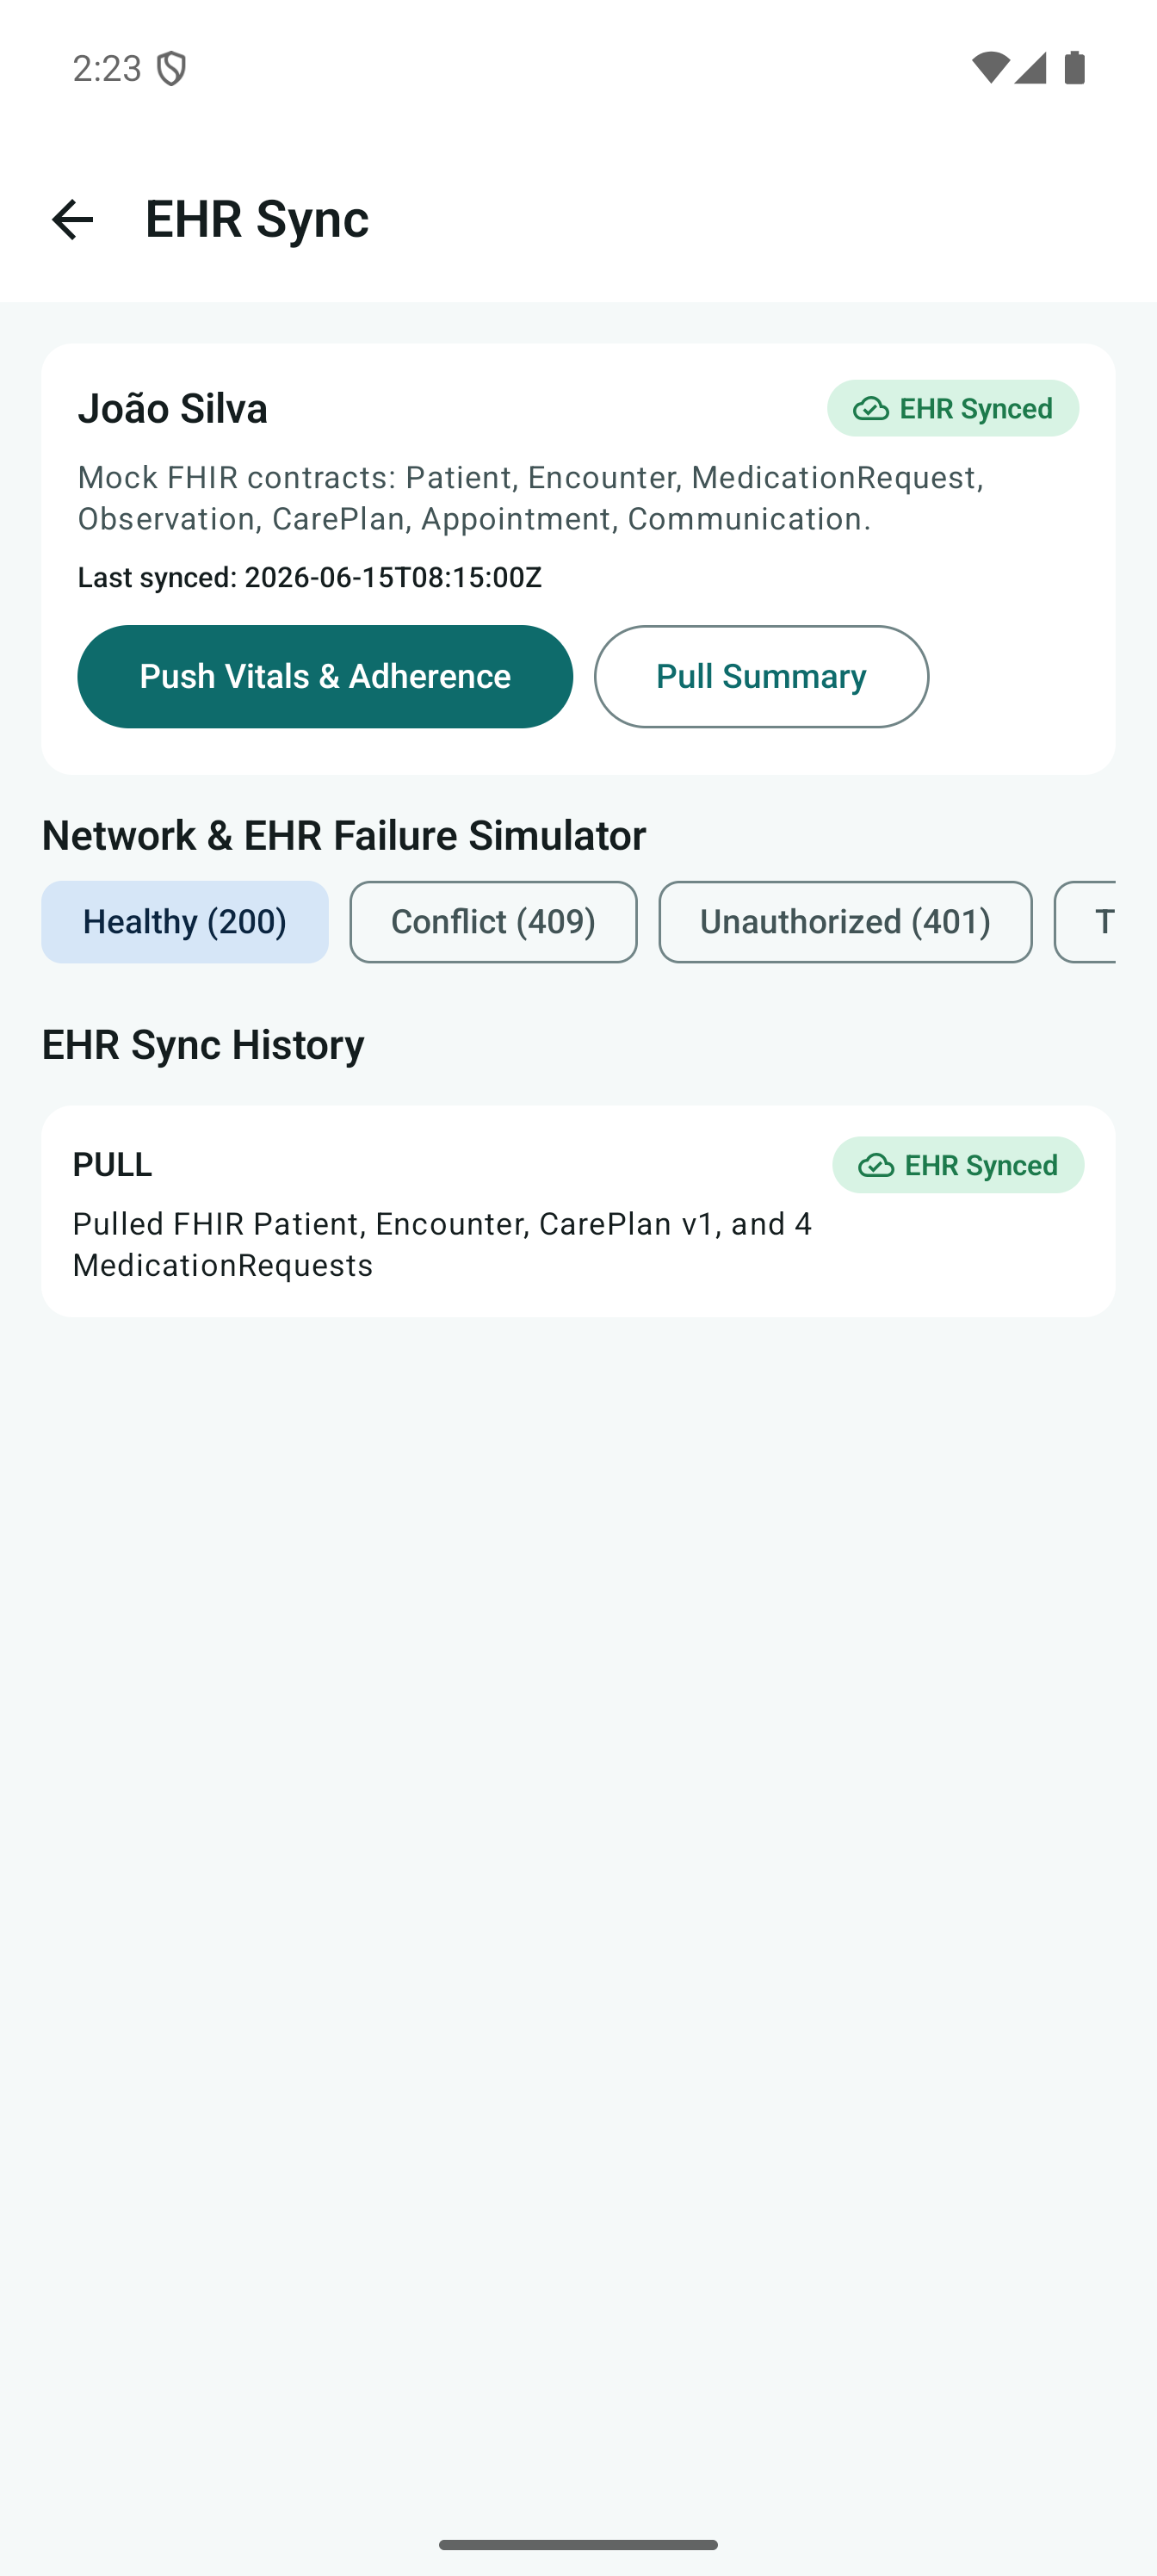 2:23
EHR Sync
João Silva
EHR Synced
Mock FHIR contracts: Patient, Encounter, MedicationRequest,
Observation, CarePlan, Appointment, Communication.
Last synced: 2026-06-15T08:15:00Z
Push Vitals & Adherence
Pull Summary
Network & EHR Failure Simulator
Healthy (200)
Conflict (409)
Unauthorized (401)
T
EHR Sync History
PULL
EHR Synced
Pulled FHIR Patient, Encounter, CarePlan v1, and 4
MedicationRequests